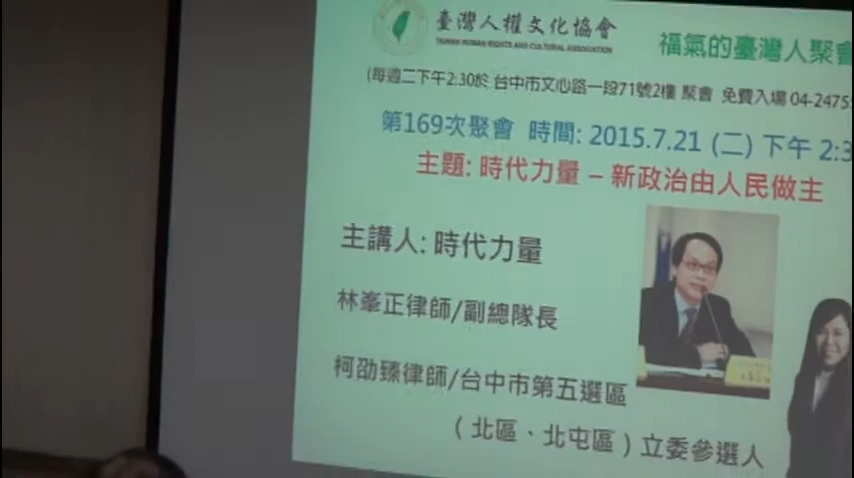 臺灣人權文化協會
TAIWAN HUMAN RIGHTS AND CULTURAL ASSOCIATION
福氣的臺灣人聚會
(每週二下午2:30於 台中市文心路一段71號2樓 聚會 免費入場 04-2475
第169次聚會 時間: 2015.7.21 (二) 下午 2:3
主題: 時代力量 – 新政治由人民做主
主講人: 時代力量
林峯正律師/副總隊長
柯劭臻律師/台中市第五選區
(北區、北屯區)立委參選人